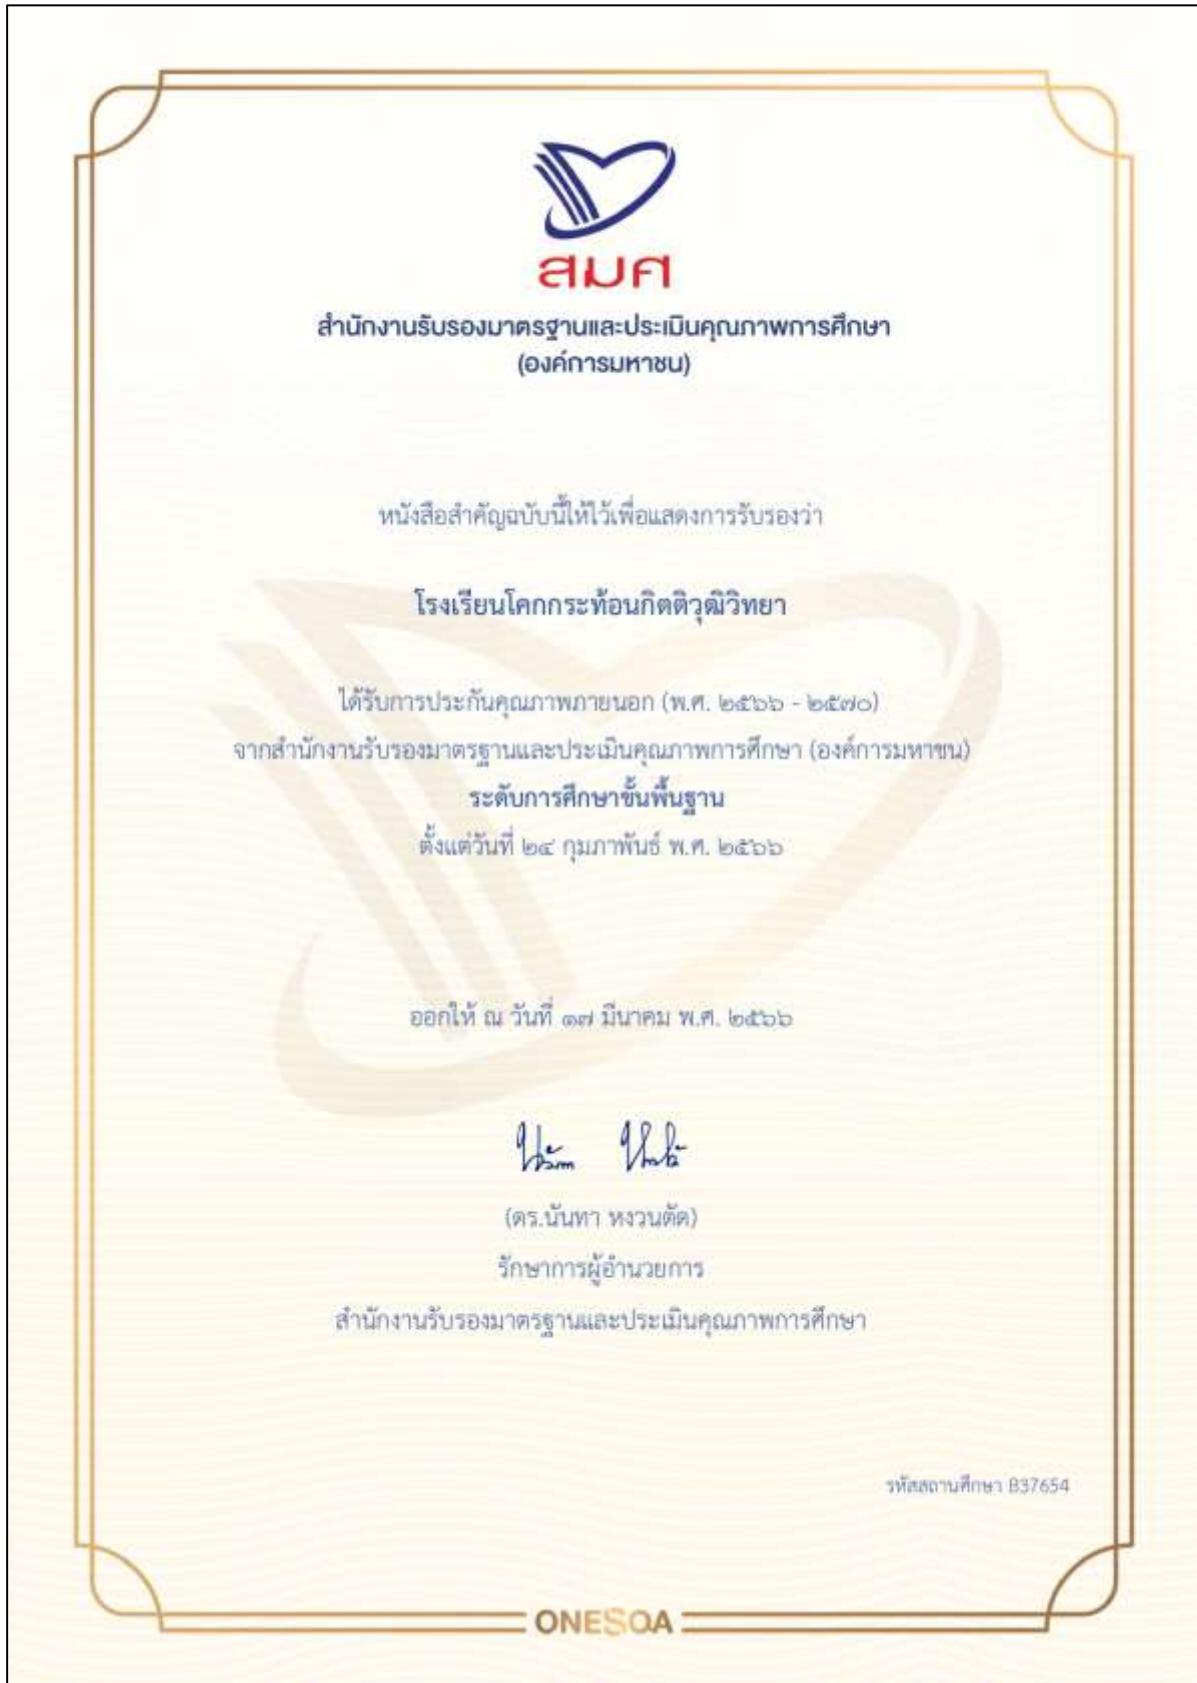 สมศ
สำนักงานรับรองมาตรฐานและประเมินคุณภาพการศึกษา
(องค์การมหาชน)
หนังสือสำคัญฉบับนี้ให้ไว้เพื่อแสดงการรับรองว่า
โรงเรียนโคกกระท้อนกิตติวุฒิวิทยา
ได้รับการประกันคุณภาพภายนอก (พ.ศ. ๒๕๖๖ - ๒๕๗๐)
จากสำนักงานรับรองมาตรฐานและประเมินคุณภาพการศึกษา (องค์การมหาชน)
ระดับการศึกษาขั้นพื้นฐาน
ตั้งแต่วันที่ ๒๔ กุมภาพันธ์ พ.ศ. ๒๕๖๖
ออกให้ ณ วันที่ ๑๗ มีนาคม พ.ศ. ๒๕๖๖
(ดร.นันทา หงวนตัด)
รักษาการผู้อำนวยการ
สำนักงานรับรองมาตรฐานและประเมินคุณภาพการศึกษา
รหัสสถานศึกษา B37654
ONESQA